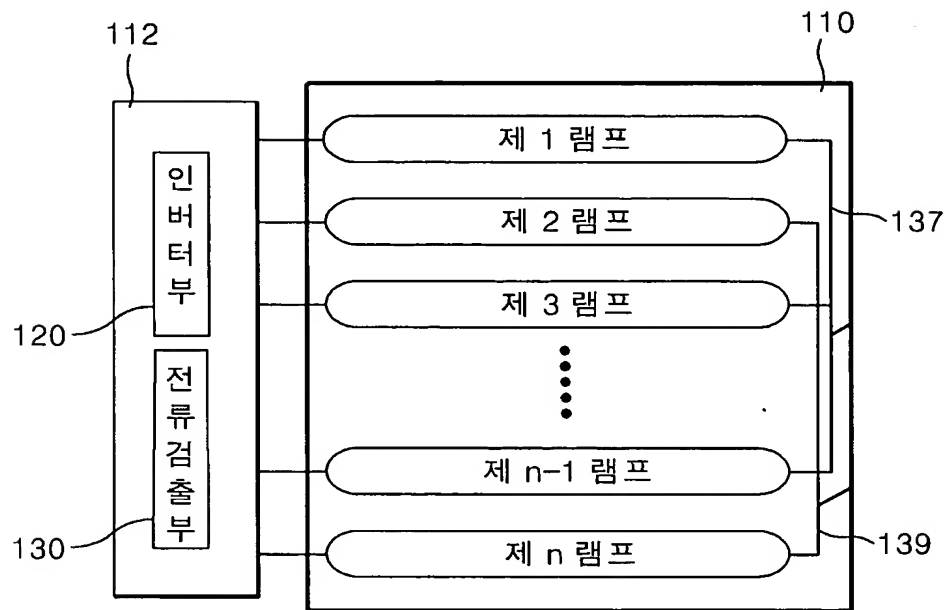 112
110
제 1 램프
제 2 램프
제 3 램프
제 n-1 램프
제 n 램프
인버터부
전류검출부
120
130
137
139